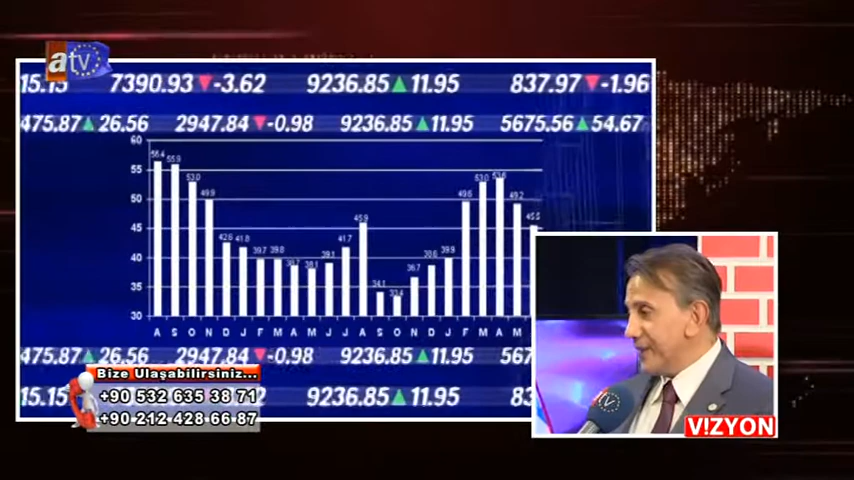 atv
15.15 7390.93▼-3.62 9236.85▲11.95 837.97▼-1.96
475.87▲26.56 2947.84▼-0.98 9236.85▲11.95 5675.56▲54.67
60
55
50
45
40
35
30
56.4 55.9 53.0 49.9 42.6 41.8 39.7 39.8 38.1 39.1 41.7 45.9 34.1 33.4 36.7 38.6 39.9 49.6 53.0 53.6 49.2
A S O N D J F M A M J J A S O N D J F M A M
475.87▲26.56 2947.84▼-0.98 9236.85▲11.95 567
15.15 2 9236.85▲11.95 83
Bize Ulaşabilirsiniz...
+90 532 635 38 71
+90 212 428 66 87
TV
V!ZYON